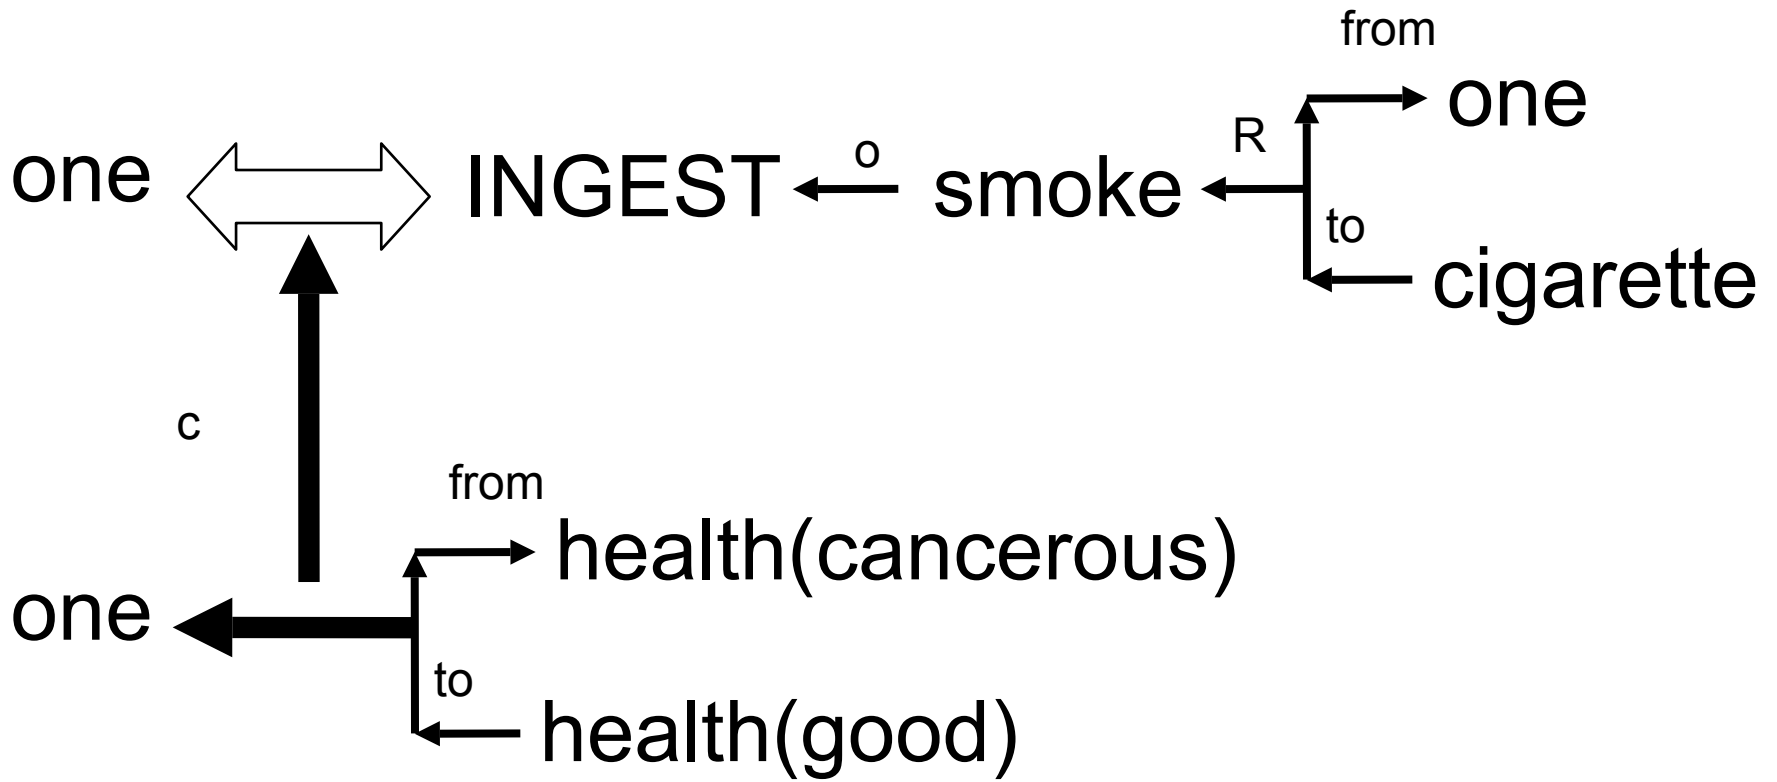 from
one
one INGEST o smoke R
to
cigarette
c
from
health(cancerous)
one
to
health(good)